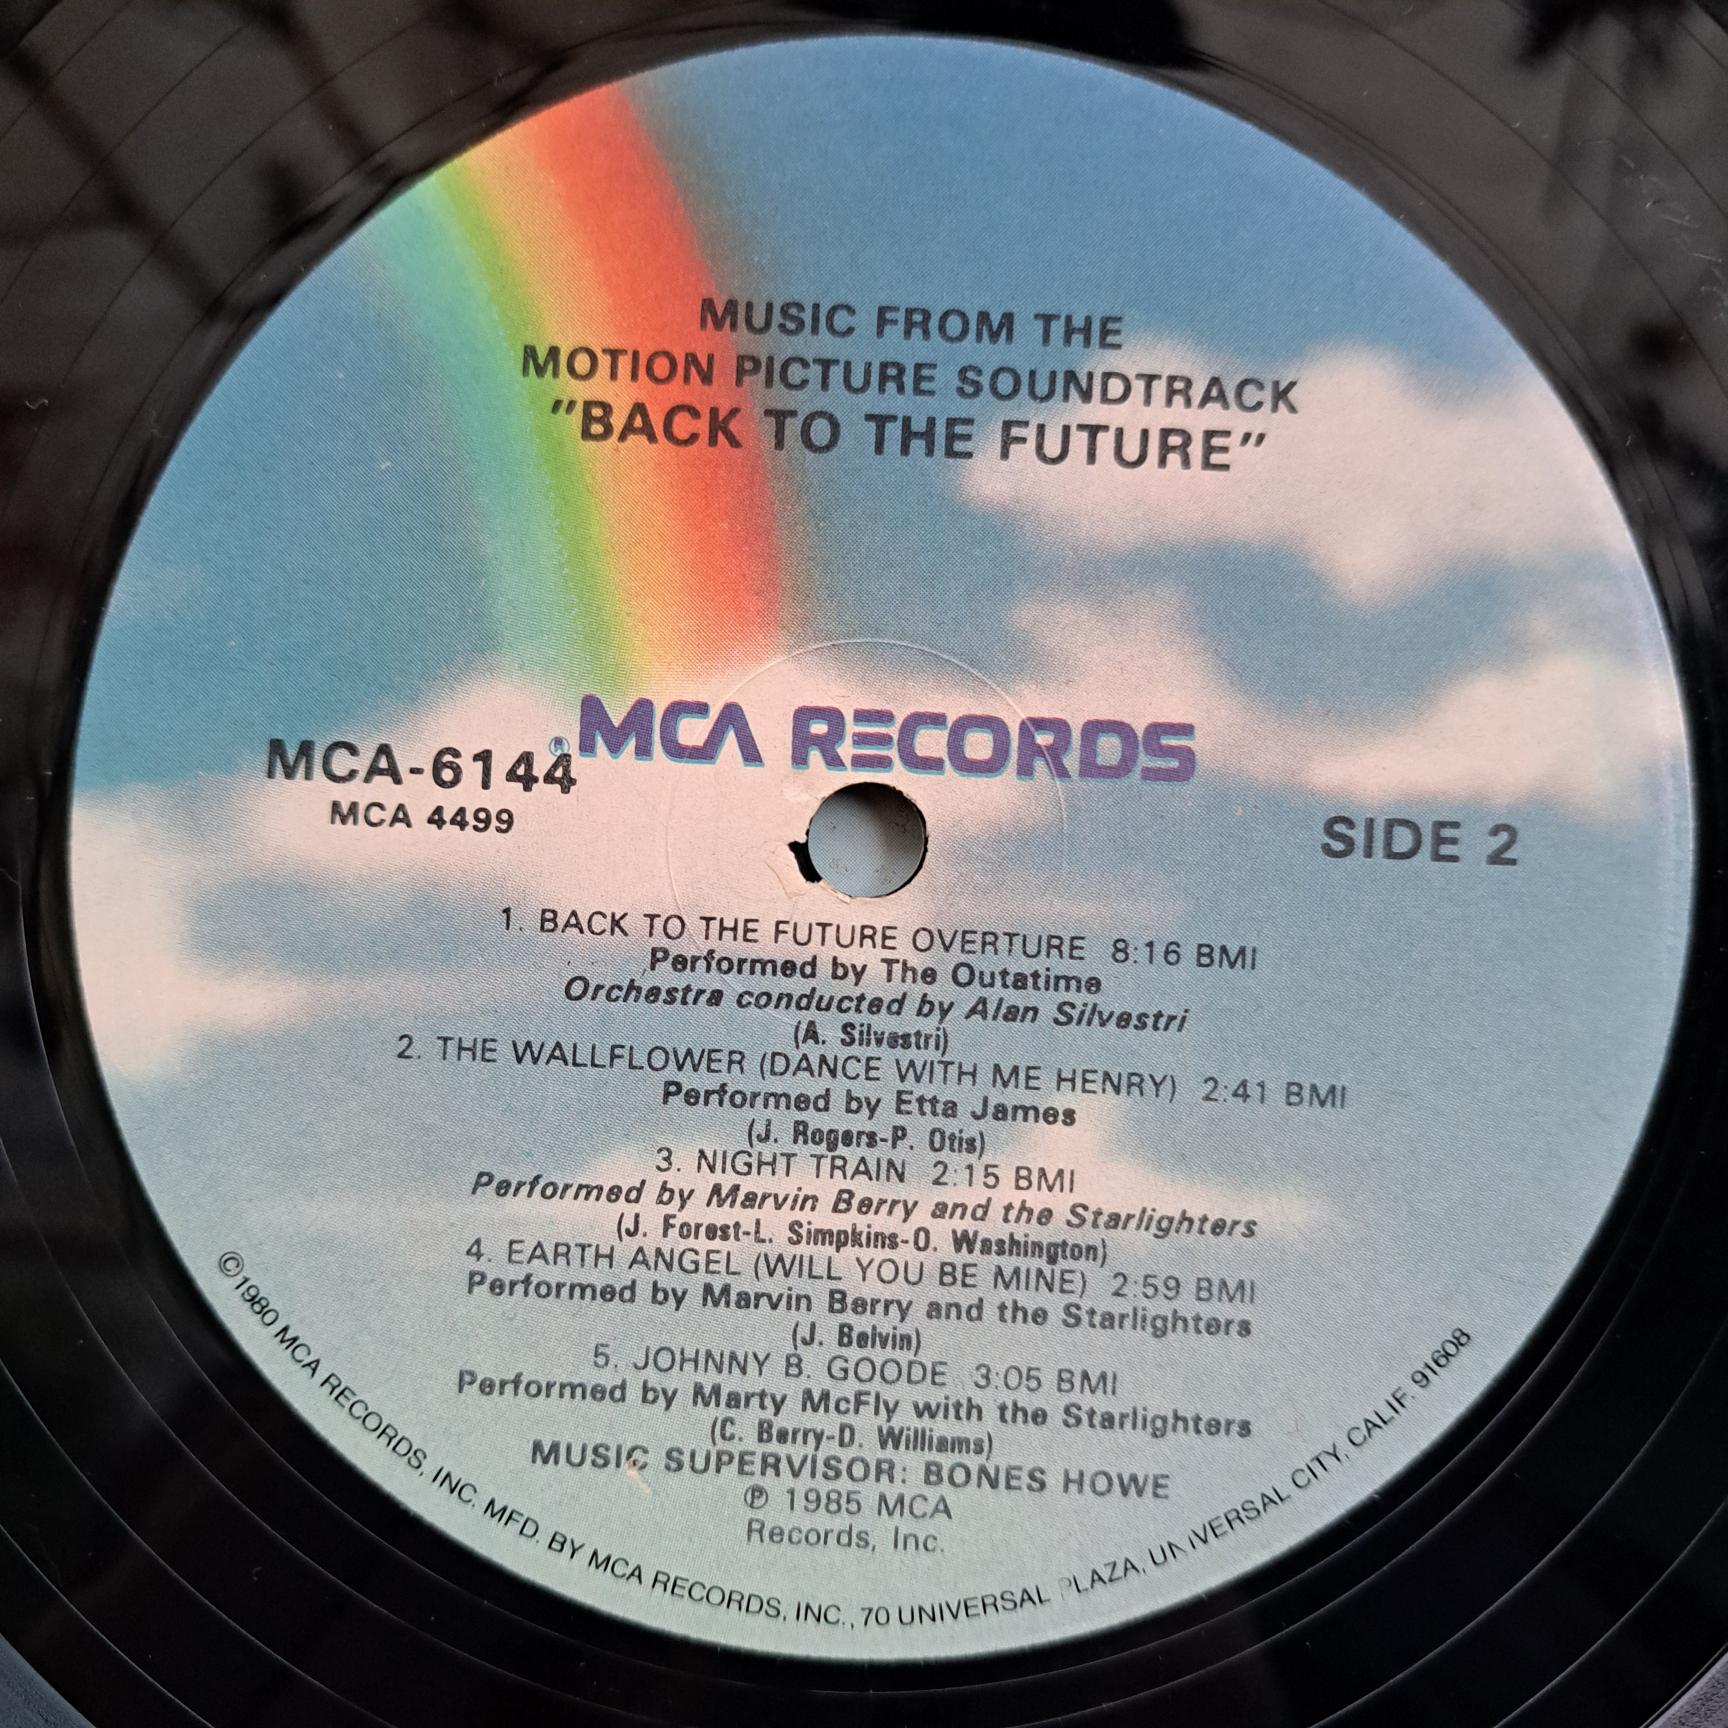 MUSIC FROM THE
MOTION PICTURE SOUNDTRACK
"BACK TO THE FUTURE"
MCA RECORDS
®
MCA-6144
MCA 4499
SIDE 2
1. BACK TO THE FUTURE OVERTURE 8:16 BMI
Performed by The Outatime
Orchestra conducted by Alan Silvestri
(A. Silvestri)
2. THE WALLFLOWER (DANCE WITH ME HENRY) 2:41 BMI
Performed by Etta James
(J. Rogers-P. Otis)
3. NIGHT TRAIN 2:15 BMI
Performed by Marvin Berry and the Starlighters
(J. Forest-L. Simpkins-O. Washington)
4. EARTH ANGEL (WILL YOU BE MINE) 2:59 BMI
Performed by Marvin Berry and the Starlighters
(J. Belvin)
5. JOHNNY B. GOODE 3:05 BMI
Performed by Marty McFly with the Starlighters
(C. Berry-D. Williams)
MUSIC SUPERVISOR: BONES HOWE
℗ 1985 MCA
Records, Inc.
©1980 MCA RECORDS, INC. MFD. BY MCA RECORDS, INC., 70 UNIVERSAL PLAZA, UNIVERSAL CITY, CALIF. 91608